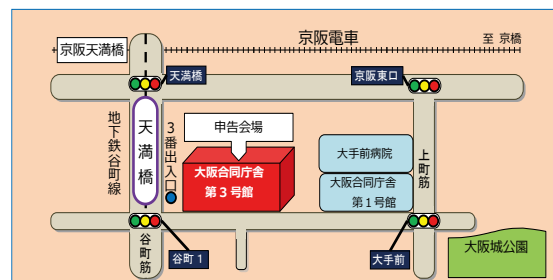 京阪電車
至 京橋
京阪天満橋
天満橋
京阪東口
地下鉄谷町線
天満橋
3番出入口
申告会場
大阪合同庁舎
第3号館
大手前病院
大阪合同庁舎
第1号館
上町筋
谷町筋
谷町1
大手前
大阪城公園